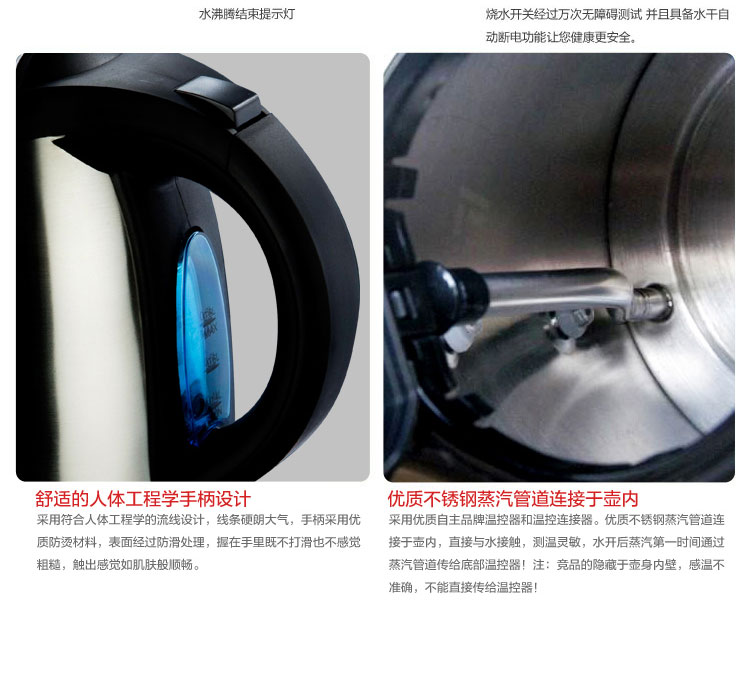 水沸腾结束提示灯
烧水开关经过万次无障碍测试 并且具备水干自
动断电功能让您健康更安全。
舒适的人体工程学手柄设计
采用符合人体工程学的流线设计，线条硬朗大气，手柄采用优
质防烫材料，表面经过防滑处理，握在手里既不打滑也不感觉
粗糙，触出感觉如肌肤般顺畅。
优质不锈钢蒸汽管道连接于壶内
采用优质自主品牌温控器和温控连接器。优质不锈钢蒸汽管道连
接于壶内，直接与水接触，测温灵敏，水开后蒸汽第一时间通过
蒸汽管道传给底部温控器！注：竞品的隐藏于壶身内壁，感温不
准确，不能直接传给温控器！